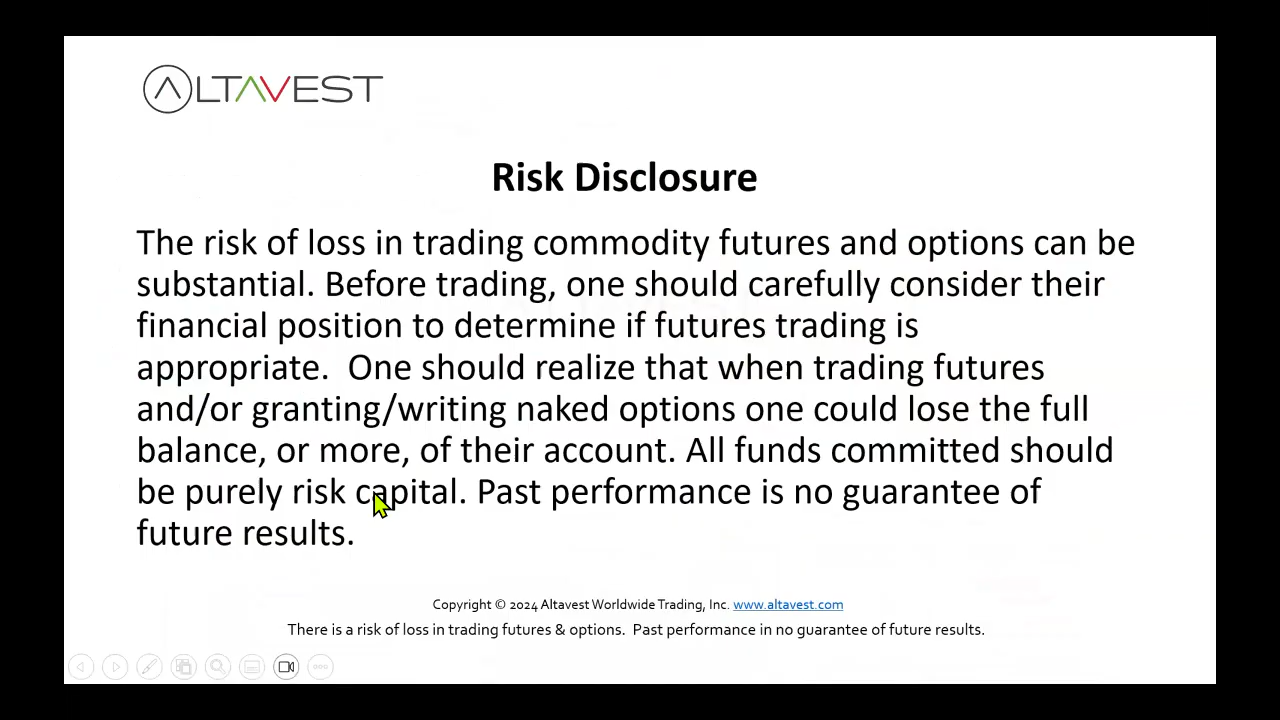 ALTAVEST
Risk Disclosure
The risk of loss in trading commodity futures and options can be
substantial. Before trading, one should carefully consider their
financial position to determine if futures trading is
appropriate.  One should realize that when trading futures
and/or granting/writing naked options one could lose the full
balance, or more, of their account. All funds committed should
be purely risk capital. Past performance is no guarantee of
future results.
Copyright © 2024 Altavest Worldwide Trading, Inc. www.altavest.com
There is a risk of loss in trading futures & options.  Past performance in no guarantee of future results.